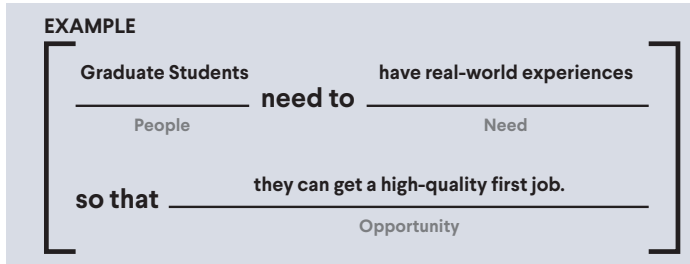 EXAMPLE
Graduate Students need to have real-world experiences
People Need
so that they can get a high-quality first job.
Opportunity